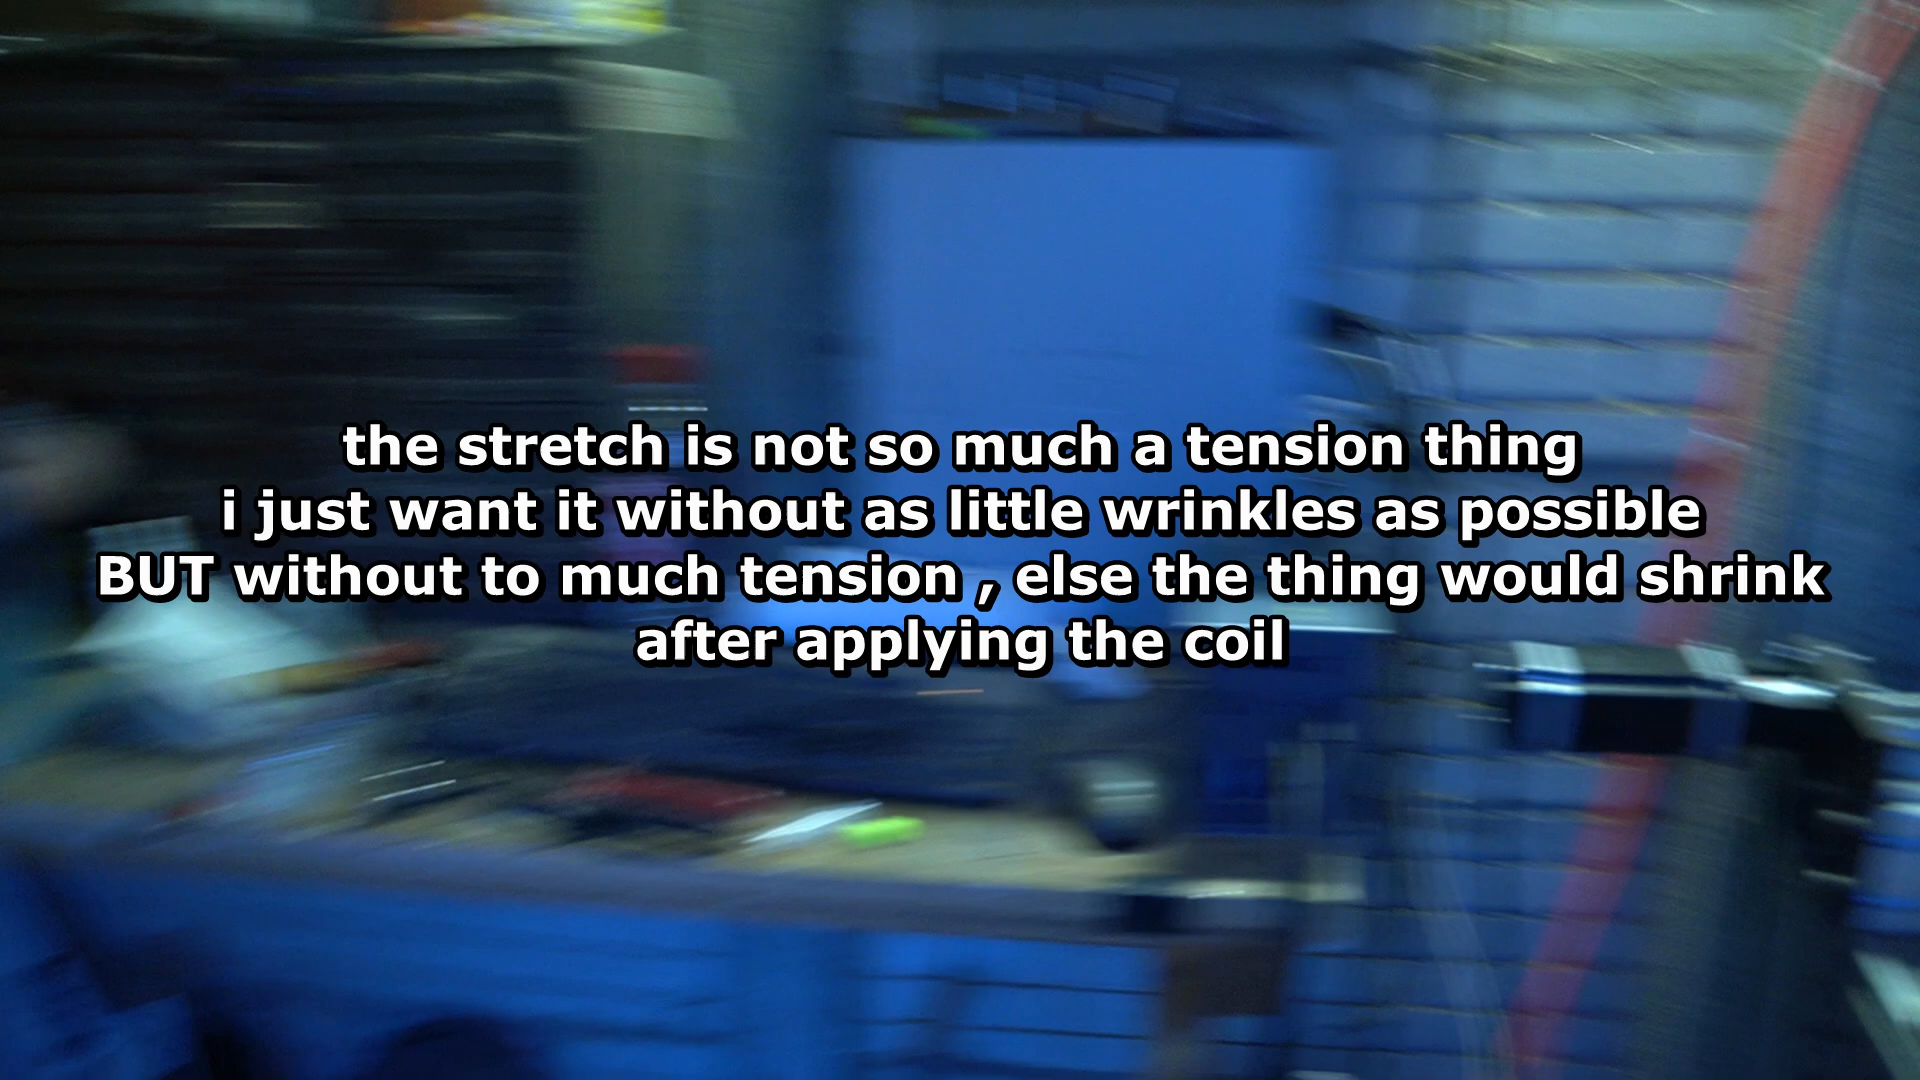 the stretch is not so much a tension thing
i just want it without as little wrinkles as possible
BUT without to much tension , else the thing would shrink
after applying the coil